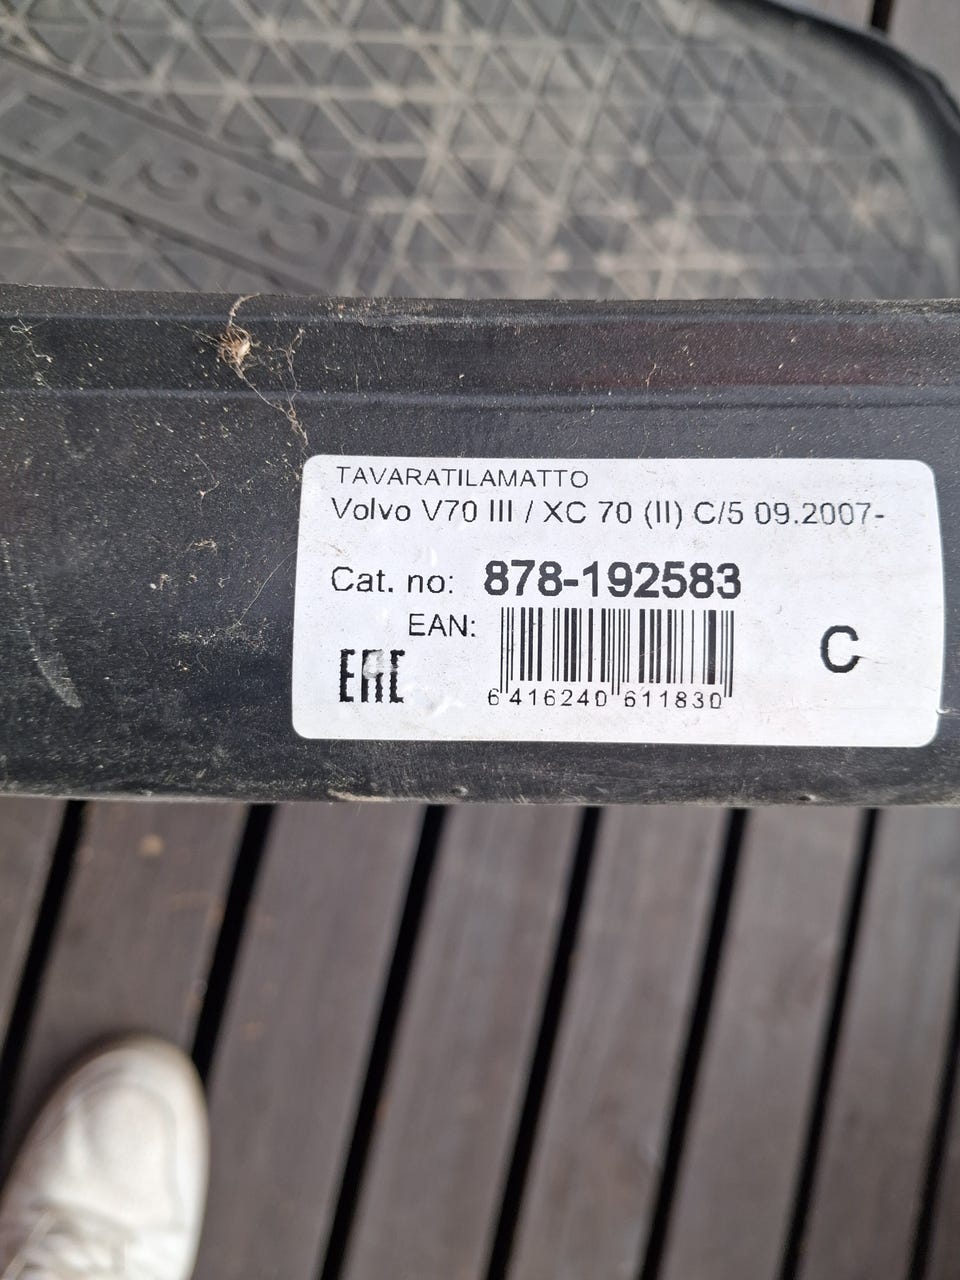 TAVARATILAMATTO
Volvo V70 III / XC 70 (II) C/5 09.2007-
Cat. no: 878-192583
EAN:
C
EAC
6 416240 611830